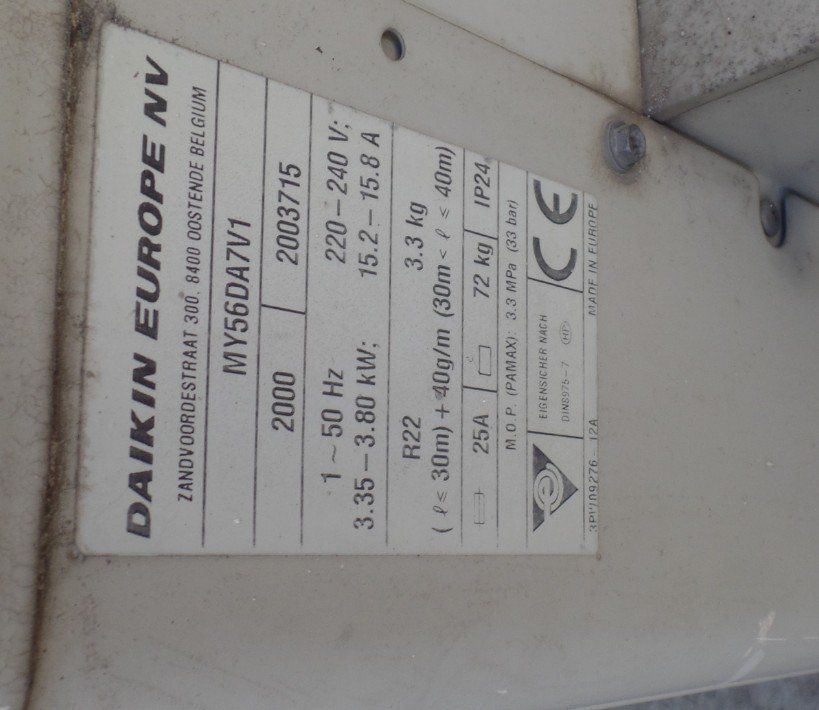 DAIKIN EUROPE NV
ZANDVOORDESTRAAT 300, 8400 OOSTENDE BELGIUM
MY56DA7V1
2000 2003715
1 ~ 50 Hz 220-240 V;
3.35-3.80 kW; 15.2-15.8 A
R22 3.3 kg
( ℓ ≤ 30m) + 40g/m (30m < ℓ ≤ 40m)
25A 72 kg IP24
M.O.P. (PAMAX): 3.3 MPa (33 bar)
e EIGENSICHER NACH CE
DIN8975-7 HP
MADE IN EUROPE